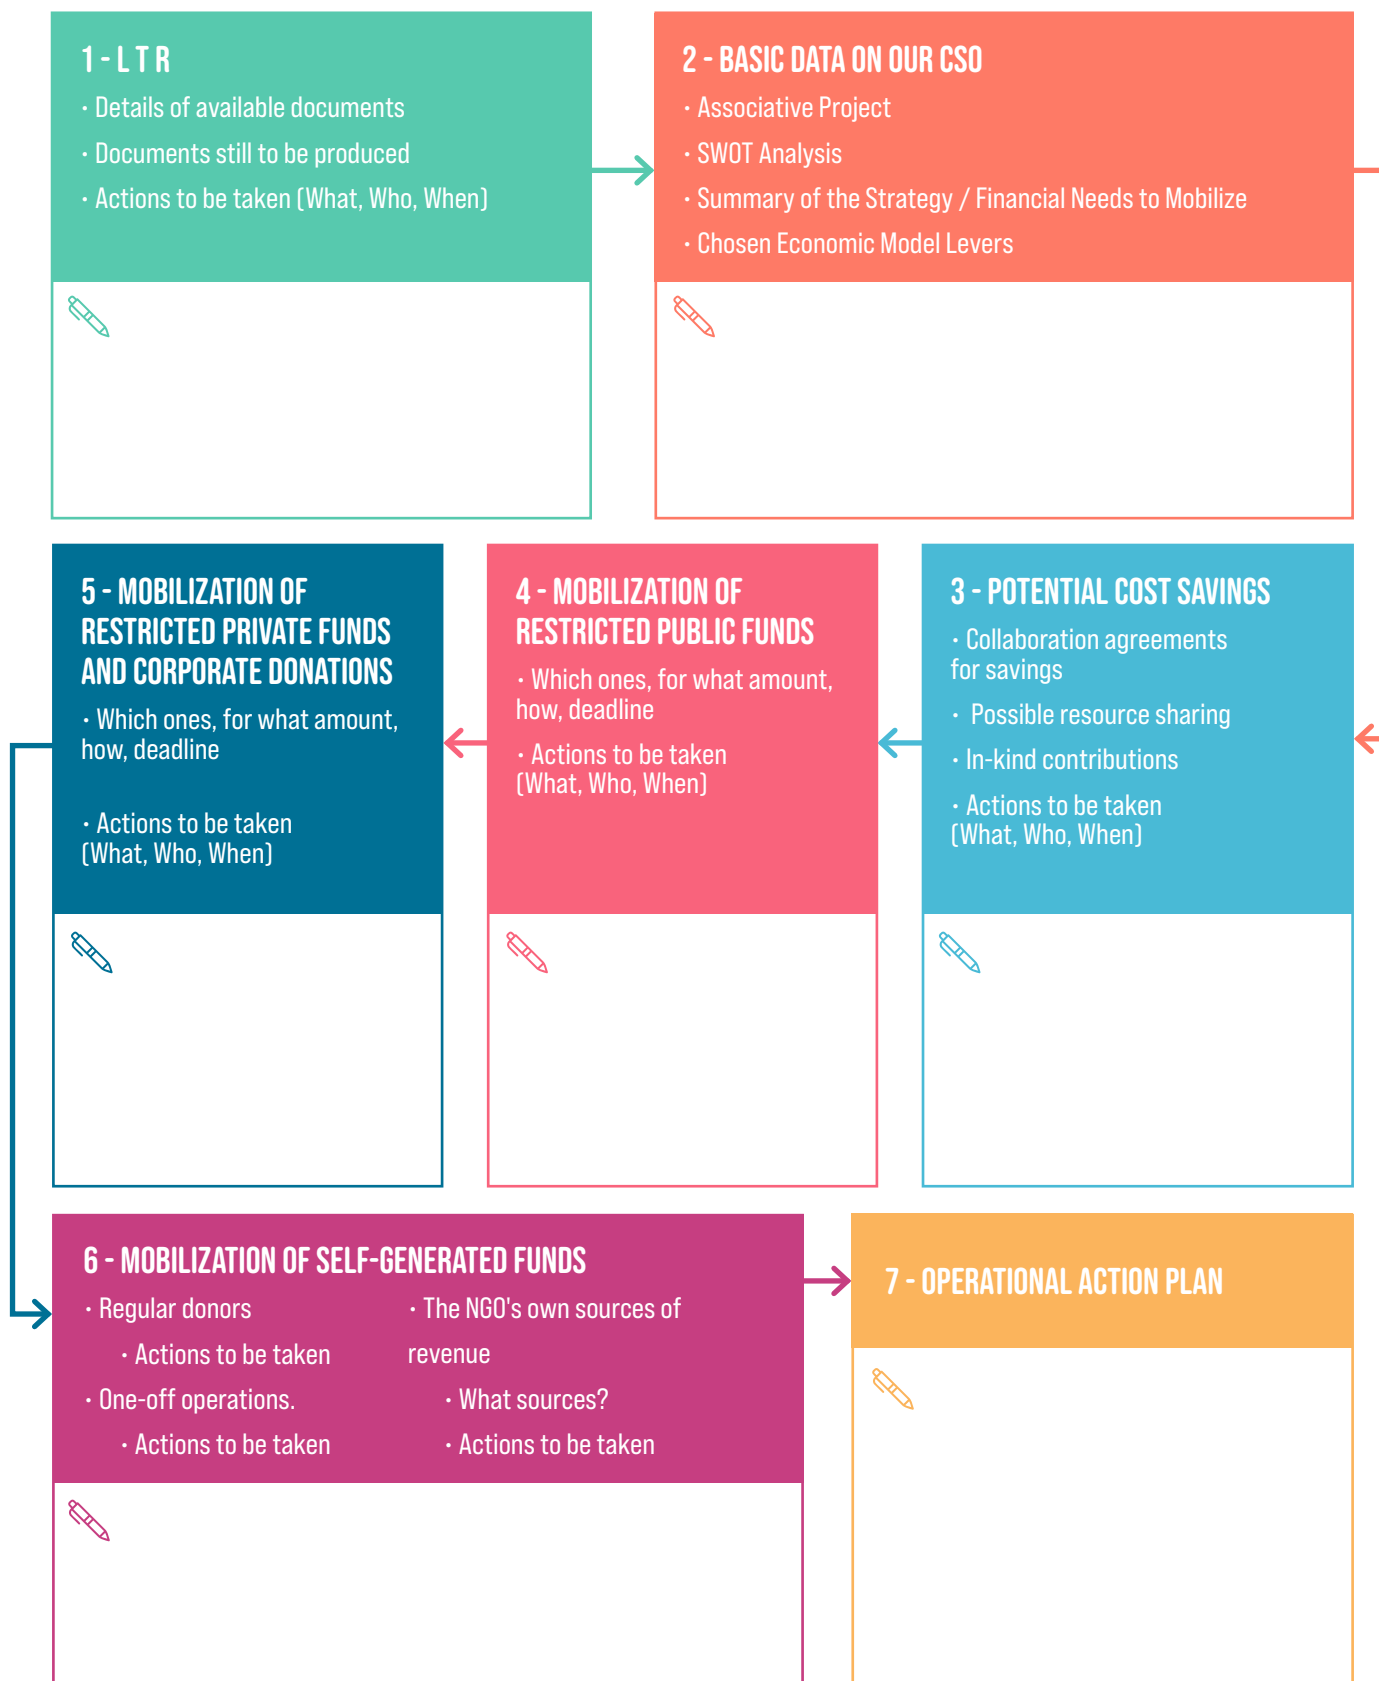 1 - L T R
· Details of available documents
· Documents still to be produced
· Actions to be taken (What, Who, When)
2 - BASIC DATA ON OUR CSO
· Associative Project
· SWOT Analysis
· Summary of the Strategy / Financial Needs to Mobilize
· Chosen Economic Model Levers
3 - POTENTIAL COST SAVINGS
· Collaboration agreements
for savings
· Possible resource sharing
· In-kind contributions
· Actions to be taken
(What, Who, When)
4 - MOBILIZATION OF
RESTRICTED PUBLIC FUNDS
· Which ones, for what amount,
how, deadline
· Actions to be taken
(What, Who, When)
5 - MOBILIZATION OF
RESTRICTED PRIVATE FUNDS
AND CORPORATE DONATIONS
· Which ones, for what amount,
how, deadline
· Actions to be taken
(What, Who, When)
6 - MOBILIZATION OF SELF-GENERATED FUNDS
· Regular donors
· Actions to be taken
· One-off operations.
· Actions to be taken
· The NGO's own sources of
revenue
· What sources?
· Actions to be taken
7 - OPERATIONAL ACTION PLAN